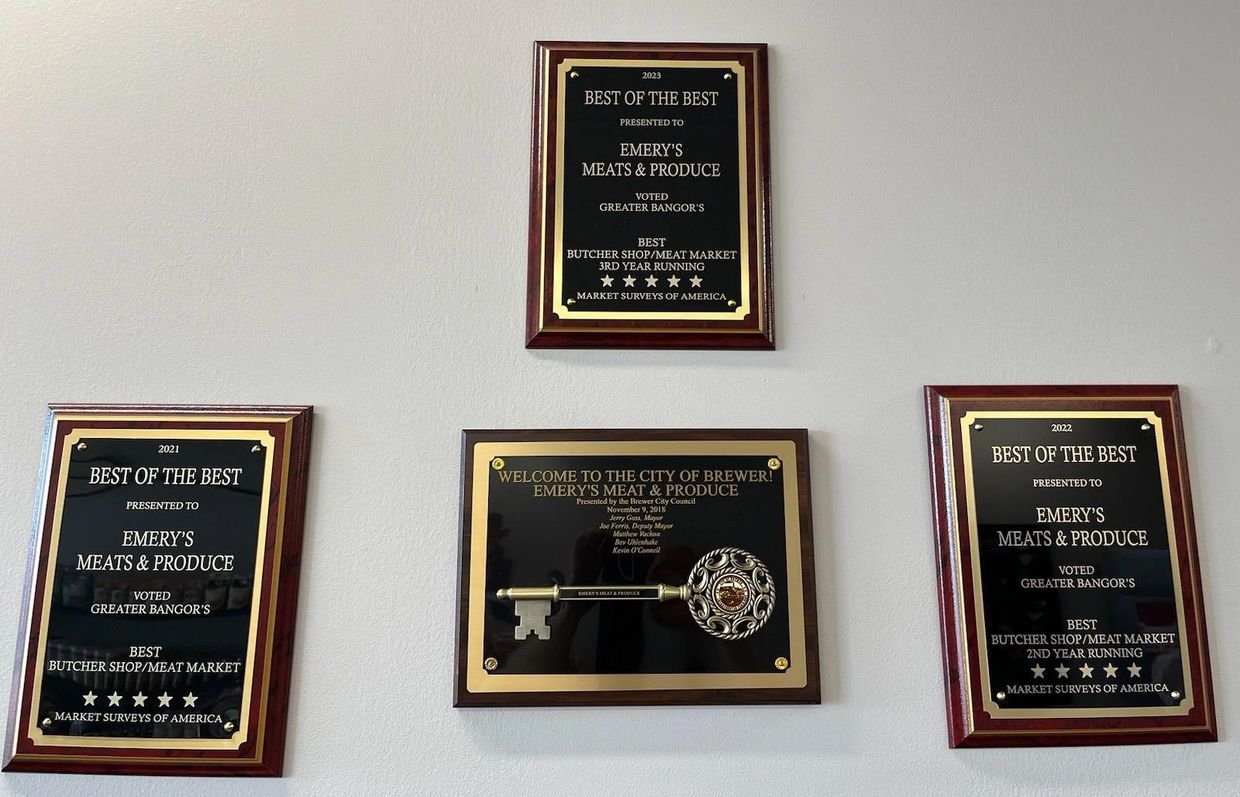 2023
BEST OF THE BEST
PRESENTED TO
EMERY'S
MEATS & PRODUCE
VOTED
GREATER BANGOR'S
BEST
BUTCHER SHOP/MEAT MARKET
3RD YEAR RUNNING
MARKET SURVEYS OF AMERICA
2021
BEST OF THE BEST
PRESENTED TO
EMERY'S
MEATS & PRODUCE
VOTED
GREATER BANGOR'S
BEST
BUTCHER SHOP/MEAT MARKET
MARKET SURVEYS OF AMERICA
WELCOME TO THE CITY OF BREWER!
EMERY'S MEAT & PRODUCE
Presented by the Brewer City Council
November 9, 2018
Jerry Goss, Mayor
Joe Ferris, Deputy Mayor
Matthew Vachon
Bev Uhlenhake
Kevin O'Connell
EMERY'S MEAT & PRODUCE
2022
BEST OF THE BEST
PRESENTED TO
EMERY'S
MEATS & PRODUCE
VOTED
GREATER BANGOR'S
BEST
BUTCHER SHOP/MEAT MARKET
2ND YEAR RUNNING
MARKET SURVEYS OF AMERICA